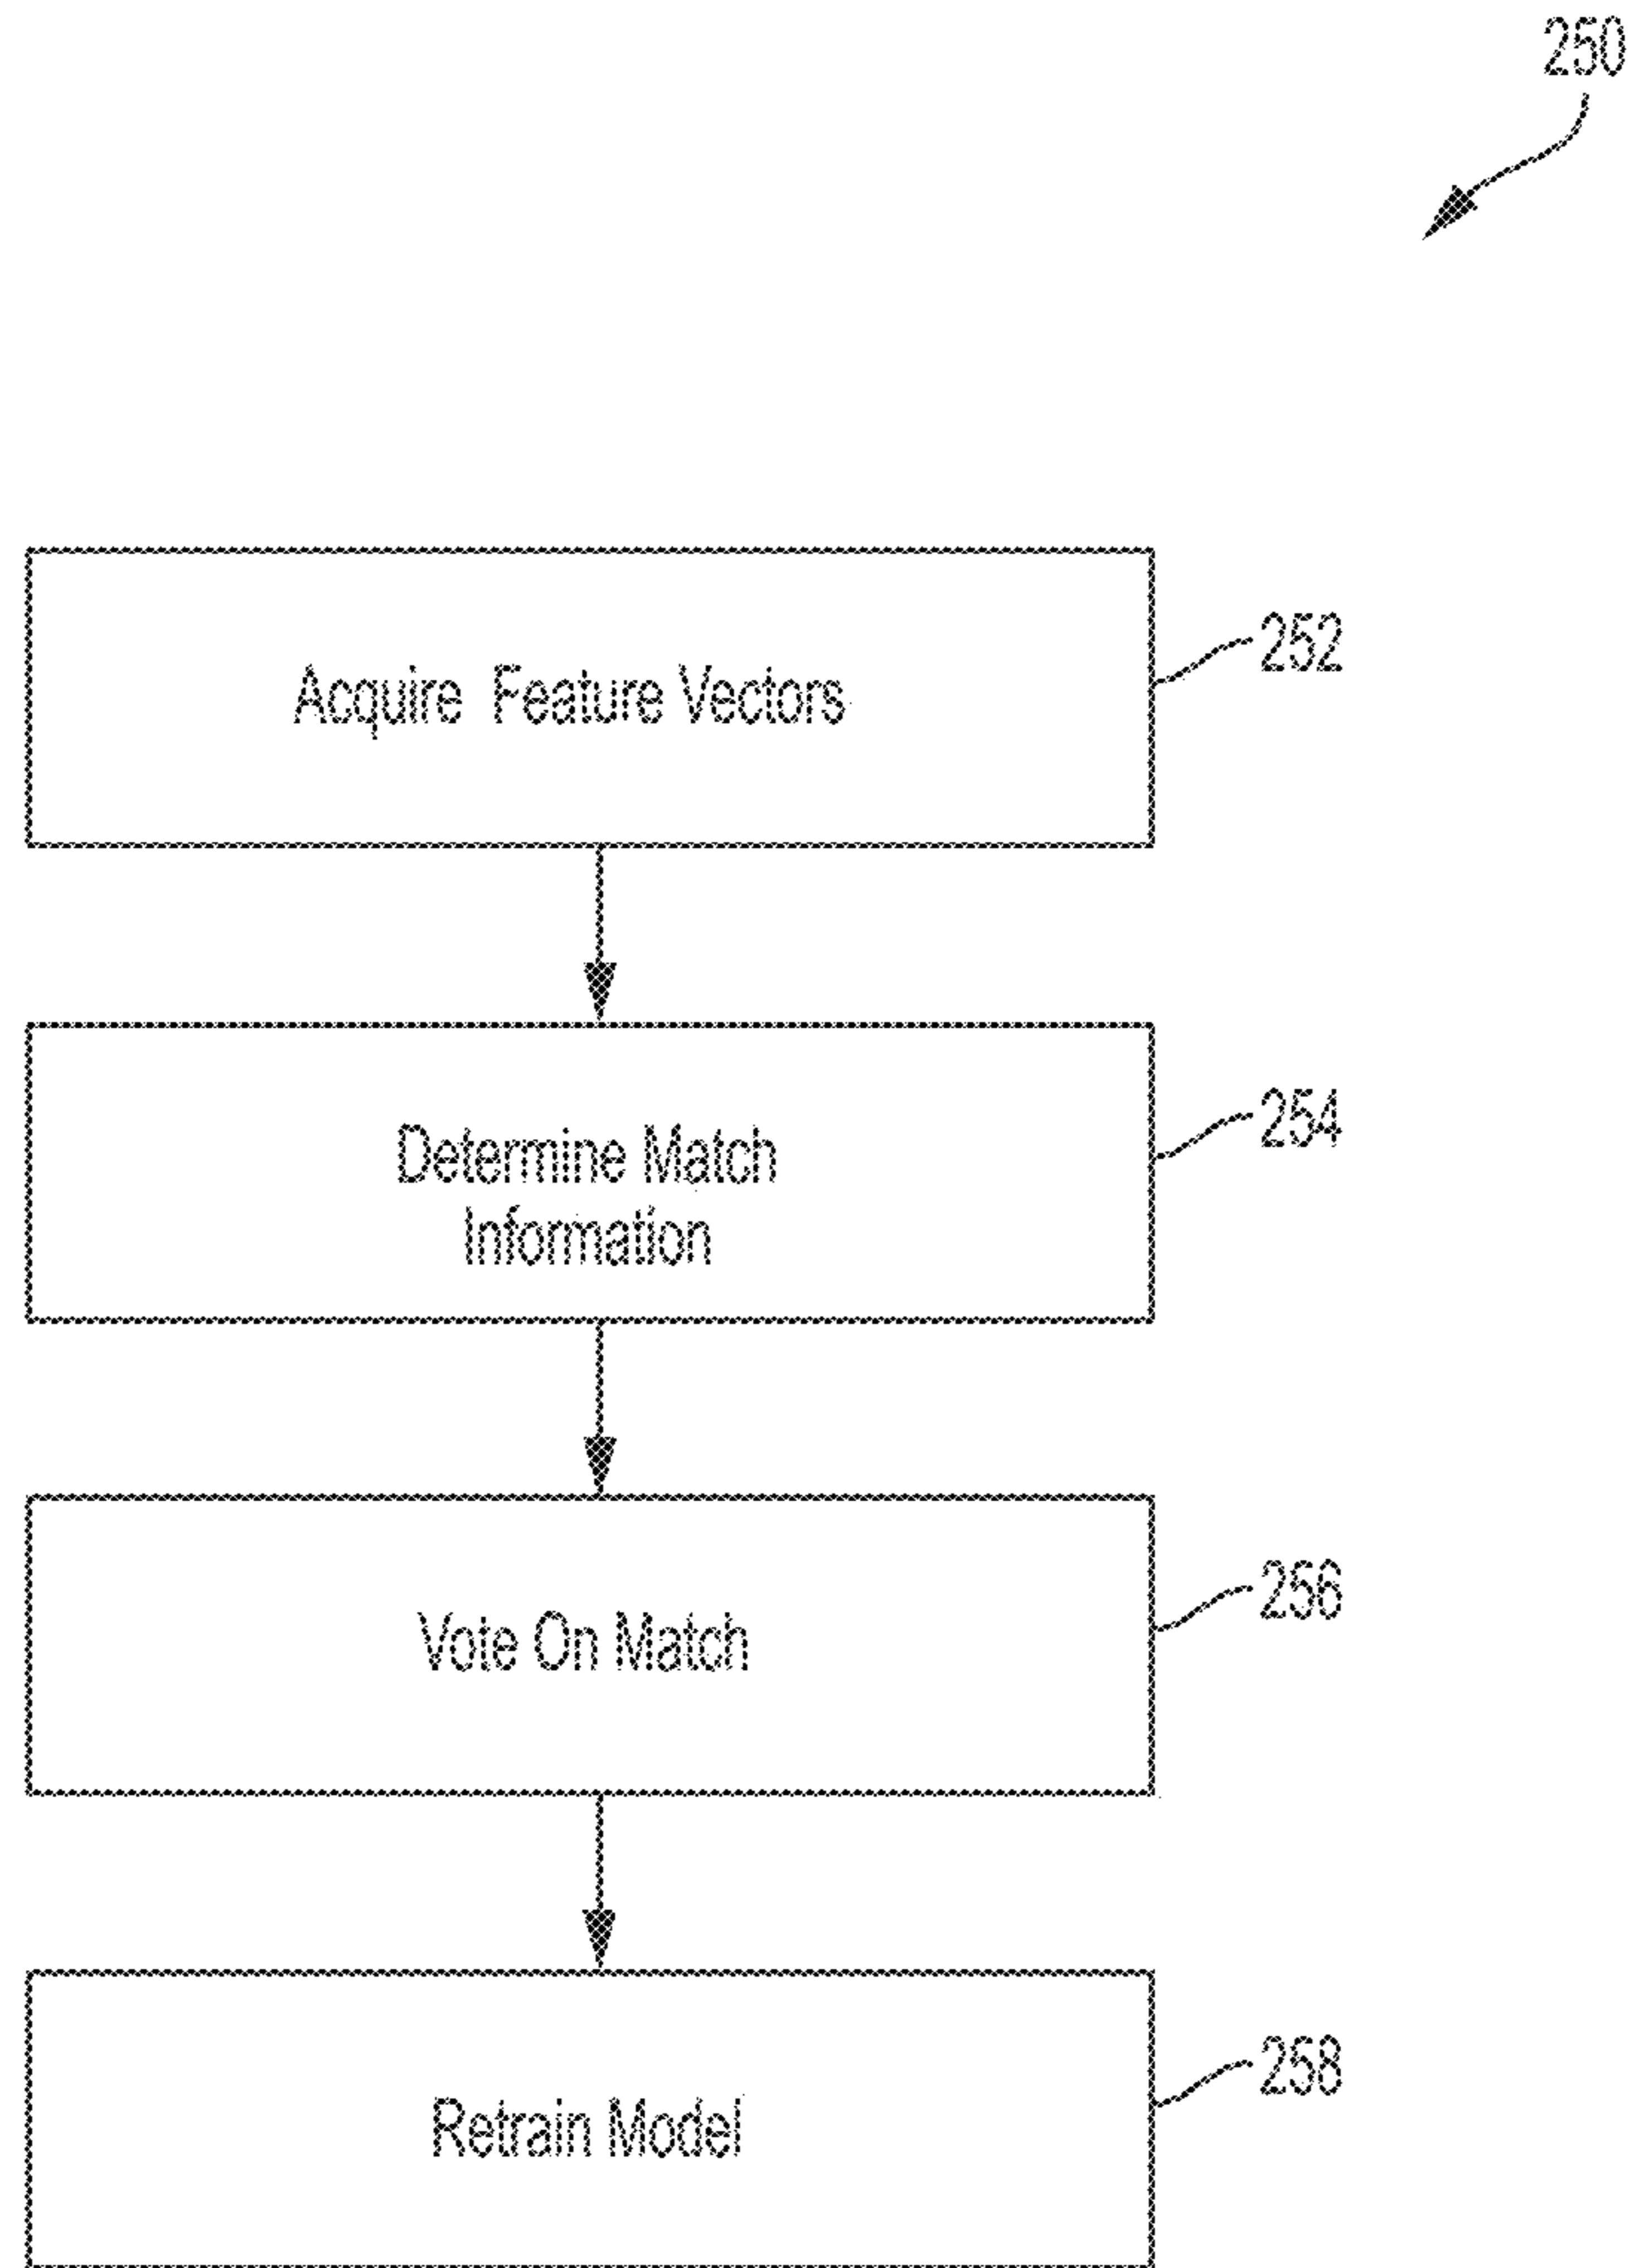 250
Acquire Feature Vectors
252
Determine Match
Information
254
Vote On Match
256
Retrain Model
258